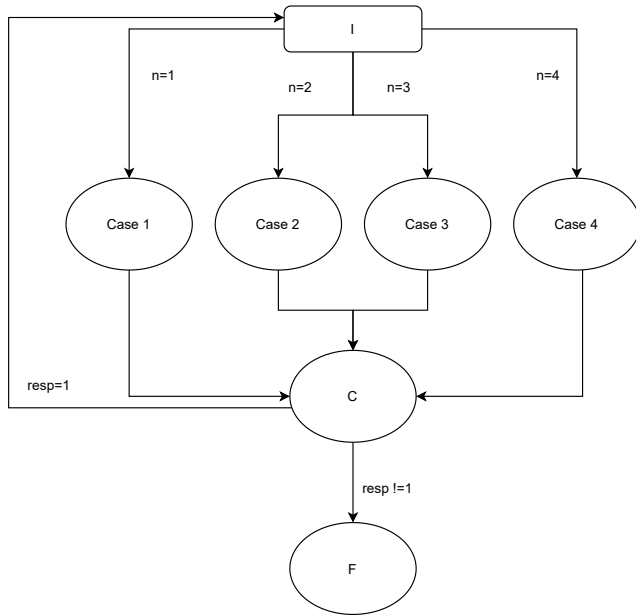 I
n=1
n=2
n=3
n=4
Case 1
Case 2
Case 3
Case 4
resp=1
C
resp !=1
F